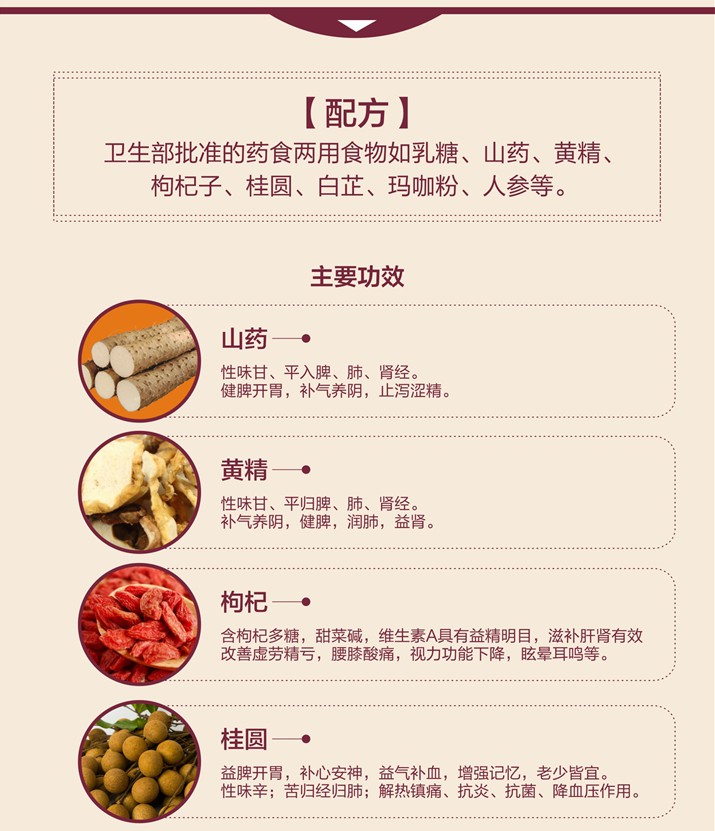 【配方】
卫生部批准的药食两用食物如乳糖、山药、黄精、
枸杞子、桂圆、白芷、玛咖粉、人参等。
主要功效
山药
性味甘、平入脾、肺、肾经。
健脾开胃，补气养阴，止泻涩精。
黄精
性味甘、平归脾、肺、肾经。
补气养阴，健脾，润肺，益肾。
枸杞
含枸杞多糖，甜菜碱，维生素A具有益精明目，滋补肝肾有效
改善虚劳精亏，腰膝酸痛，视力功能下降，眩晕耳鸣等。
桂圆
益脾开胃，补心安神，益气补血，增强记忆，老少皆宜。
性味辛；苦归经归肺；解热镇痛、抗炎、抗菌、降血压作用。